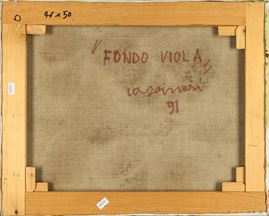 41 x 50
"FONDO VIOLA"
cassinari
91